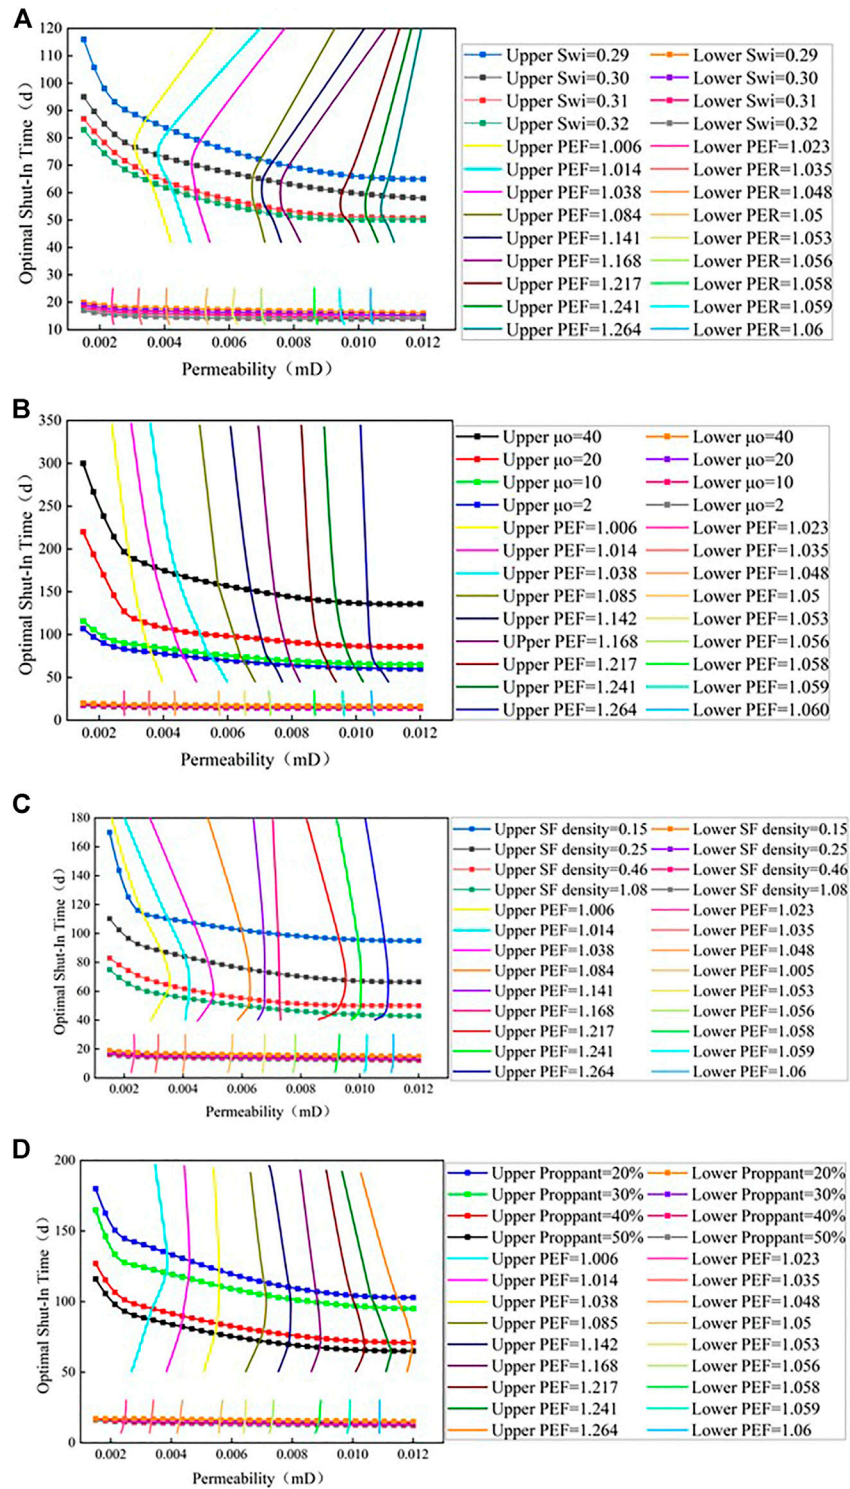 A
120
110
100
90
80
70
60
50
40
30
20
10
Optimal Shut-In Time（d）
0.002 0.004 0.006 0.008 0.010 0.012
Permeability（mD）
Upper Swi=0.29 Lower Swi=0.29
Upper Swi=0.30 Lower Swi=0.30
Upper Swi=0.31 Lower Swi=0.31
Upper Swi=0.32 Lower Swi=0.32
Upper PEF=1.006 Lower PEF=1.023
Upper PEF=1.014 Lower PER=1.035
Upper PEF=1.038 Lower PER=1.048
Upper PEF=1.084 Lower PER=1.05
Upper PEF=1.141 Lower PER=1.053
Upper PEF=1.168 Lower PER=1.056
Upper PEF=1.217 Lower PER=1.058
Upper PEF=1.241 Lower PER=1.059
Upper PEF=1.264 Lower PER=1.06
B
350
300
250
200
150
100
50
0
Optimal Shut-In Time（d）
0.002 0.004 0.006 0.008 0.010 0.012
Permeability（mD）
Upper μo=40 Lower μo=40
Upper μo=20 Lower μo=20
Upper μo=10 Lower μo=10
Upper μo=2 Lower μo=2
Upper PEF=1.006 Lower PEF=1.023
Upper PEF=1.014 Lower PEF=1.035
Upper PEF=1.038 Lower PEF=1.048
Upper PEF=1.085 Lower PEF=1.05
Upper PEF=1.142 Lower PEF=1.053
UPper PEF=1.168 Lower PEF=1.056
Upper PEF=1.217 Lower PEF=1.058
Upper PEF=1.241 Lower PEF=1.059
Upper PEF=1.264 Lower PEF=1.060
C
180
160
140
120
100
80
60
40
20
0
Optimal Shut-In Time（d）
0.002 0.004 0.006 0.008 0.010 0.012
Permeability（mD）
Upper SF density=0.15 Lower SF density=0.15
Upper SF density=0.25 Lower SF density=0.25
Upper SF density=0.46 Lower SF density=0.46
Upper SF density=1.08 Lower SF density=1.08
Upper PEF=1.006 Lower PEF=1.023
Upper PEF=1.014 Lower PEF=1.035
Upper PEF=1.038 Lower PEF=1.048
Upper PEF=1.084 Lower PEF=1.005
Upper PEF=1.141 Lower PEF=1.053
Upper PEF=1.168 Lower PEF=1.056
Upper PEF=1.217 Lower PEF=1.058
Upper PEF=1.241 Lower PEF=1.059
Upper PEF=1.264 Lower PEF=1.06
D
200
150
100
50
0
Optimal Shut-In Time（d）
0.002 0.004 0.006 0.008 0.010 0.012
Permeability（mD）
Upper Proppant=20% Lower Proppant=20%
Upper Proppant=30% Lower Proppant=30%
Upper Proppant=40% Lower Proppant=40%
Upper Proppant=50% Lower Proppant=50%
Upper PEF=1.006 Lower PEF=1.023
Upper PEF=1.014 Lower PEF=1.035
Upper PEF=1.038 Lower PEF=1.048
Upper PEF=1.085 Lower PEF=1.05
Upper PEF=1.142 Lower PEF=1.053
Upper PEF=1.168 Lower PEF=1.056
Upper PEF=1.217 Lower PEF=1.058
Upper PEF=1.241 Lower PEF=1.059
Upper PEF=1.264 Lower PEF=1.06